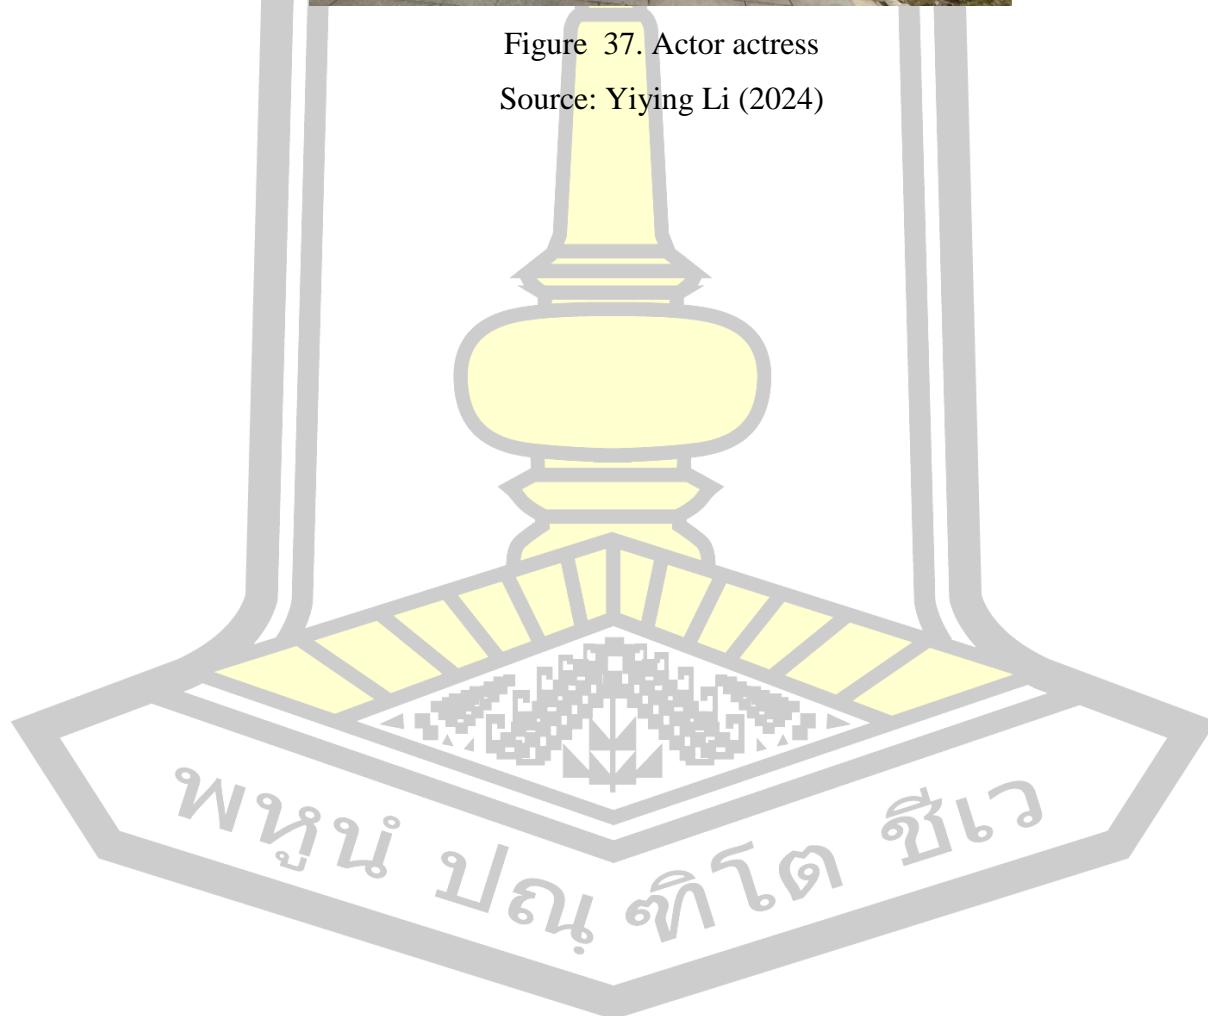 Figure  37. Actor actress
Source: Yiying Li (2024)
พหูนํ ปณฺ ฑิโต ชีเว